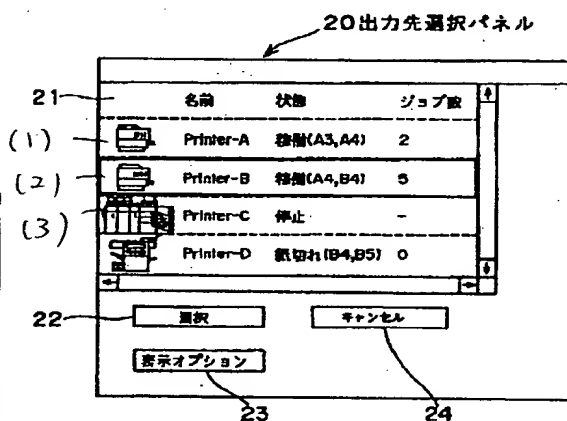 20出力先選択パネル
21
名前 状態 ジョブ数
(1) Printer-A 稼働(A3,A4) 2
(2) Printer-B 稼働(A4,B4) 5
(3) Printer-C 停止 -
Printer-D 紙切れ(B4,B5) 0
22 選択 キャンセル
表示オプション
23 24